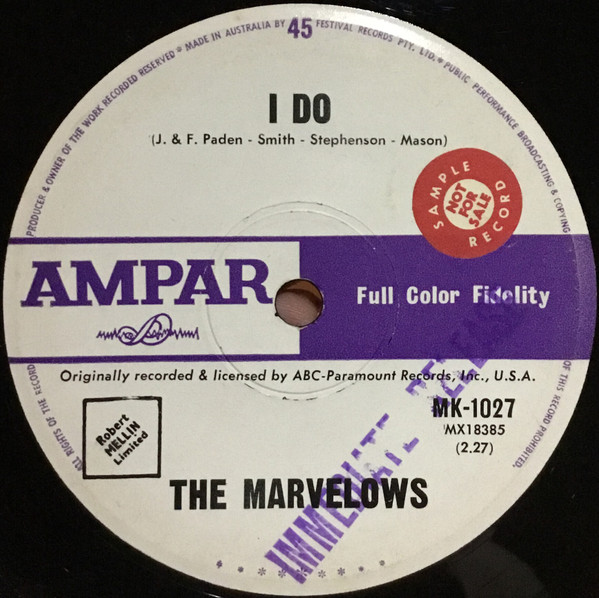 PRODUCER & OWNER OF THE WORK RECORDED RESERVED • MADE IN AUSTRALIA BY 45 FESTIVAL RECORDS PTY. LTD. • PUBLIC PERFORMANCE BROADCASTING & COPYING
I DO
(J. & F. Paden - Smith - Stephenson - Mason)
SAMPLE RECORD
NOT
FOR
SALE
AMPAR
Full Color Fidelity
Originally recorded & licensed by ABC-Paramount Records, Inc., U.S.A.
MK-1027
MX18385
(2.27)
Robert
MELLIN
Limited
THE MARVELOWS
IMMEDIATE RELEASE
ALL RIGHTS OF THE RECORD
OF THIS RECORD PROHIBITED.